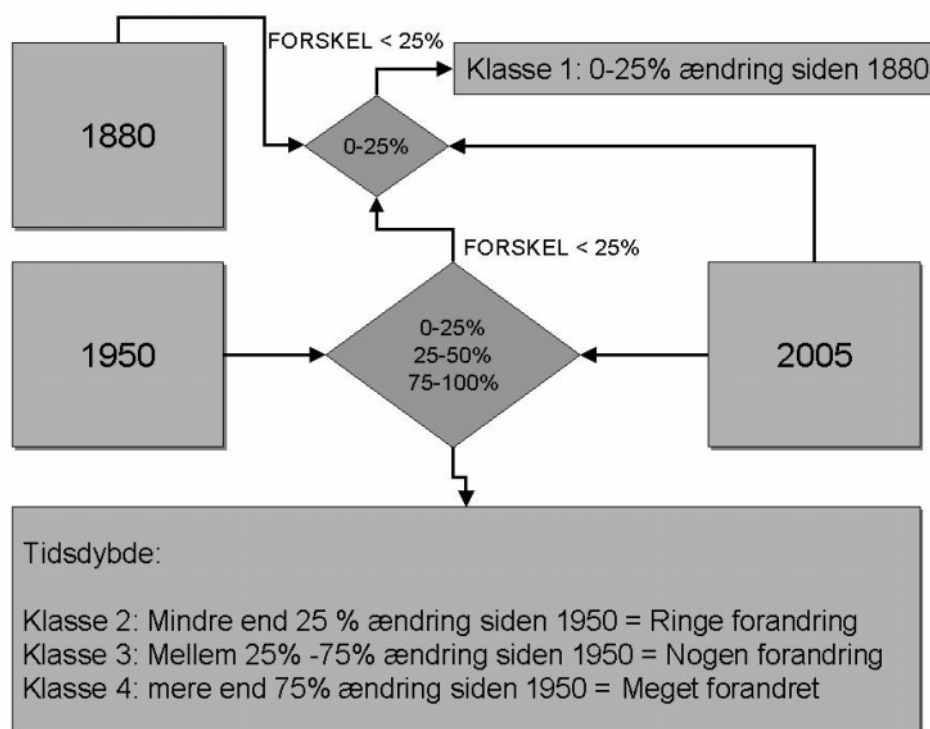 FORSKEL < 25%
Klasse 1: 0-25% ændring siden 1880
1880
0-25%
FORSKEL < 25%
1950
0-25%
25-50%
75-100%
2005
Tidsdybde:
Klasse 2: Mindre end 25 % ændring siden 1950 = Ringe forandring
Klasse 3: Mellem 25% -75% ændring siden 1950 = Nogen forandring
Klasse 4: mere end 75% ændring siden 1950 = Meget forandret